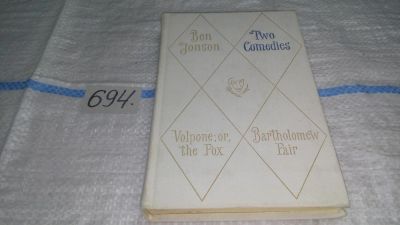 Ben
Jonson
Two
Comedies
694.
Volpone; or,
the Fox
Bartholomew
Fair